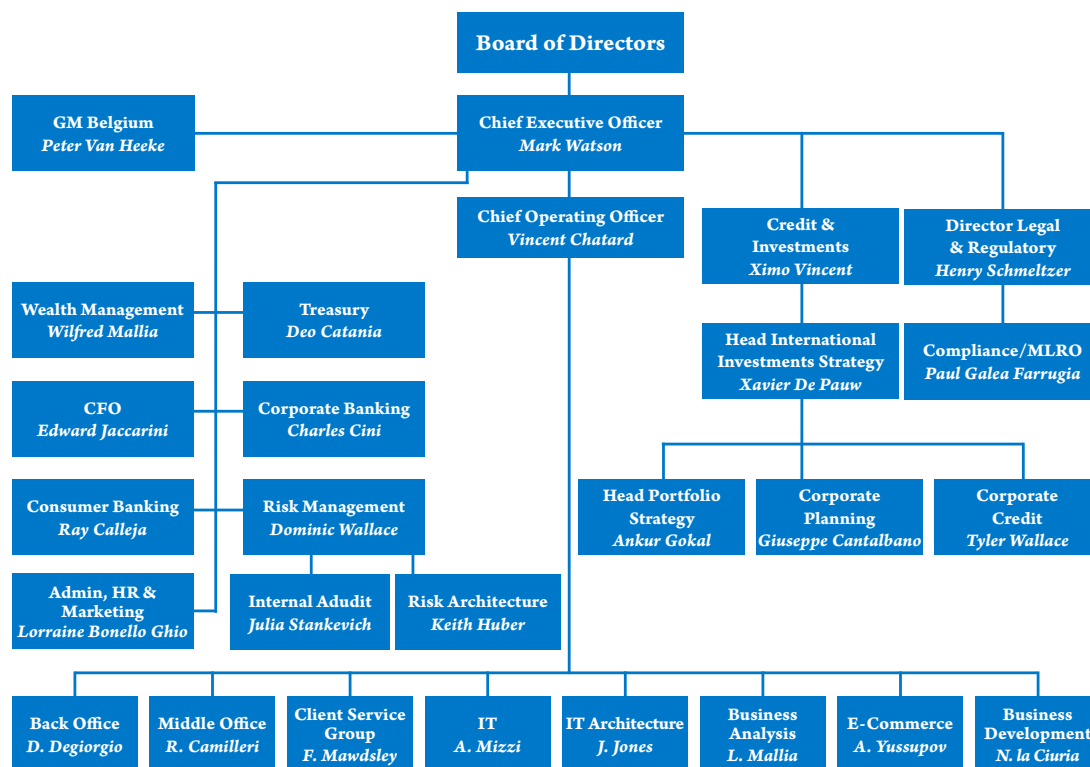 Board of Directors
GM Belgium
Peter Van Heeke
Chief Executive Officer
Mark Watson
Chief Operating Officer
Vincent Chatard
Credit &
Investments
Ximo Vincent
Director Legal
& Regulatory
Henry Schmeltzer
Wealth Management
Wilfred Mallia
Treasury
Deo Catania
Head International
Investments Strategy
Xavier De Pauw
Compliance/MLRO
Paul Galea Farrugia
CFO
Edward Jaccarini
Corporate Banking
Charles Cini
Consumer Banking
Ray Calleja
Risk Management
Dominic Wallace
Head Portfolio
Strategy
Ankur Gokal
Corporate
Planning
Giuseppe Cantalbano
Corporate
Credit
Tyler Wallace
Admin, HR &
Marketing
Lorraine Bonello Ghio
Internal Adudit
Julia Stankevich
Risk Architecture
Keith Huber
Back Office
D. Degiorgio
Middle Office
R. Camilleri
Client Service
Group
F. Mawdsley
IT
A. Mizzi
IT Architecture
J. Jones
Business
Analysis
L. Mallia
E-Commerce
A. Yussupov
Business
Development
N. la Ciuria